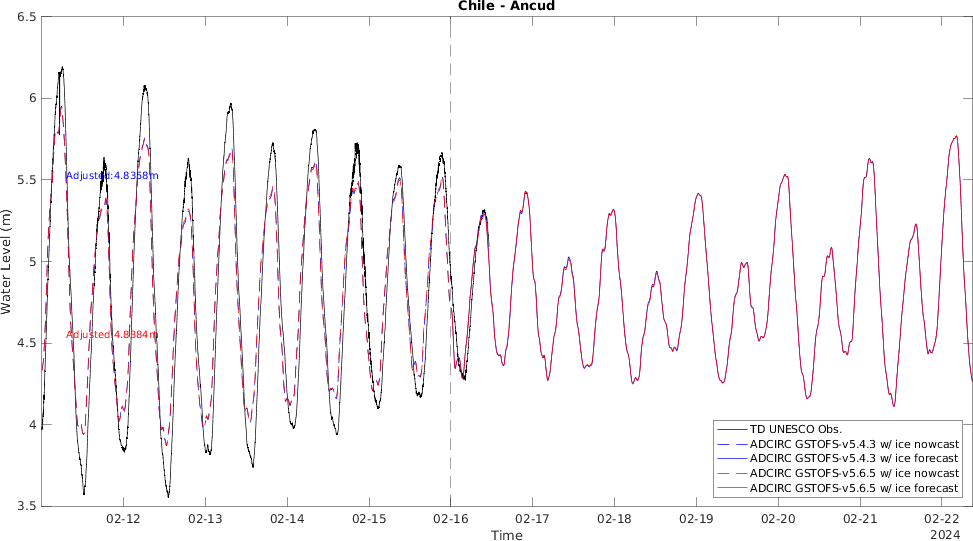 Chile - Ancud
6.5
6
5.5
5
4.5
4
3.5
Water Level (m)
Adjusted:4.8358m
Adjusted:4.8384m
TD UNESCO Obs.
ADCIRC GSTOFS-v5.4.3 w/ ice nowcast
ADCIRC GSTOFS-v5.4.3 w/ ice forecast
ADCIRC GSTOFS-v5.6.5 w/ ice nowcast
ADCIRC GSTOFS-v5.6.5 w/ ice forecast
02-12 02-13 02-14 02-15 02-16 02-17 02-18 02-19 02-20 02-21 02-22
2024
Time